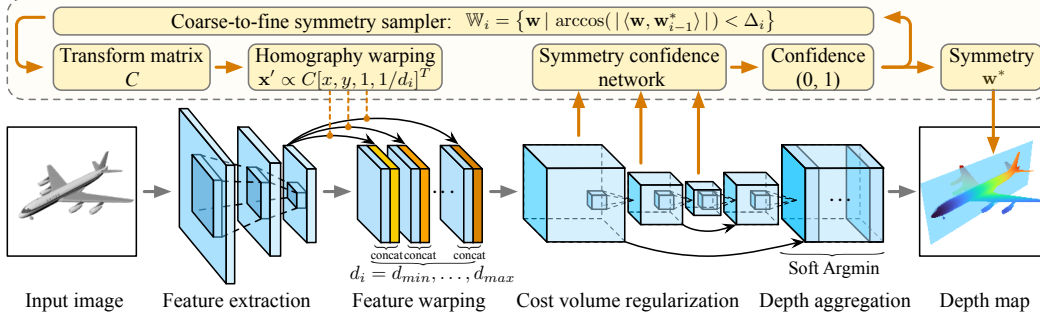 Coarse-to-fine symmetry sampler: 𝕎ᵢ = {w | arccos(| ⟨w, w*ᵢ₋₁⟩ |) < Δᵢ}
Transform matrix
C
Homography warping
x′ ∝ C[x, y, 1, 1/dᵢ]ᵀ
Symmetry confidence
network
Confidence
(0, 1)
Symmetry
w*
concat concat ... concat
dᵢ = d_min, . . . , d_max
...
Soft Argmin
Input image
Feature extraction
Feature warping
Cost volume regularization
Depth aggregation
Depth map